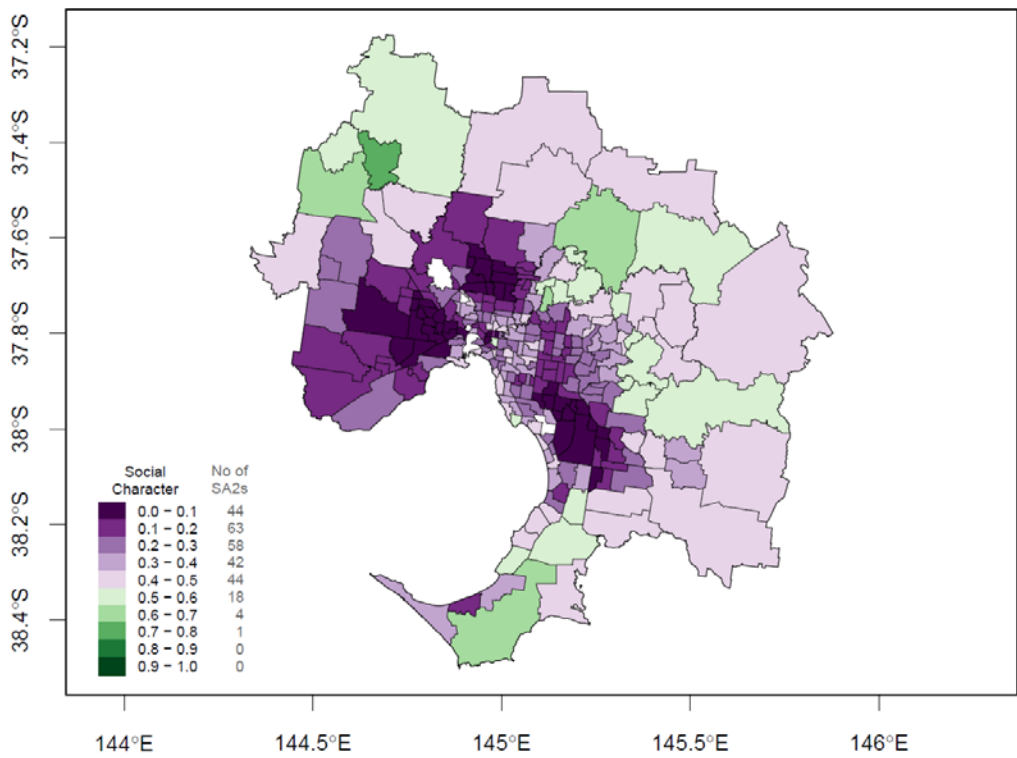 37.2°S
37.4°S
37.6°S
37.8°S
38°S
38.2°S
38.4°S
Social No of
Character SA2s
0.0 – 0.1 44
0.1 – 0.2 63
0.2 – 0.3 58
0.3 – 0.4 42
0.4 – 0.5 44
0.5 – 0.6 18
0.6 – 0.7 4
0.7 – 0.8 1
0.8 – 0.9 0
0.9 – 1.0 0
144°E 144.5°E 145°E 145.5°E 146°E